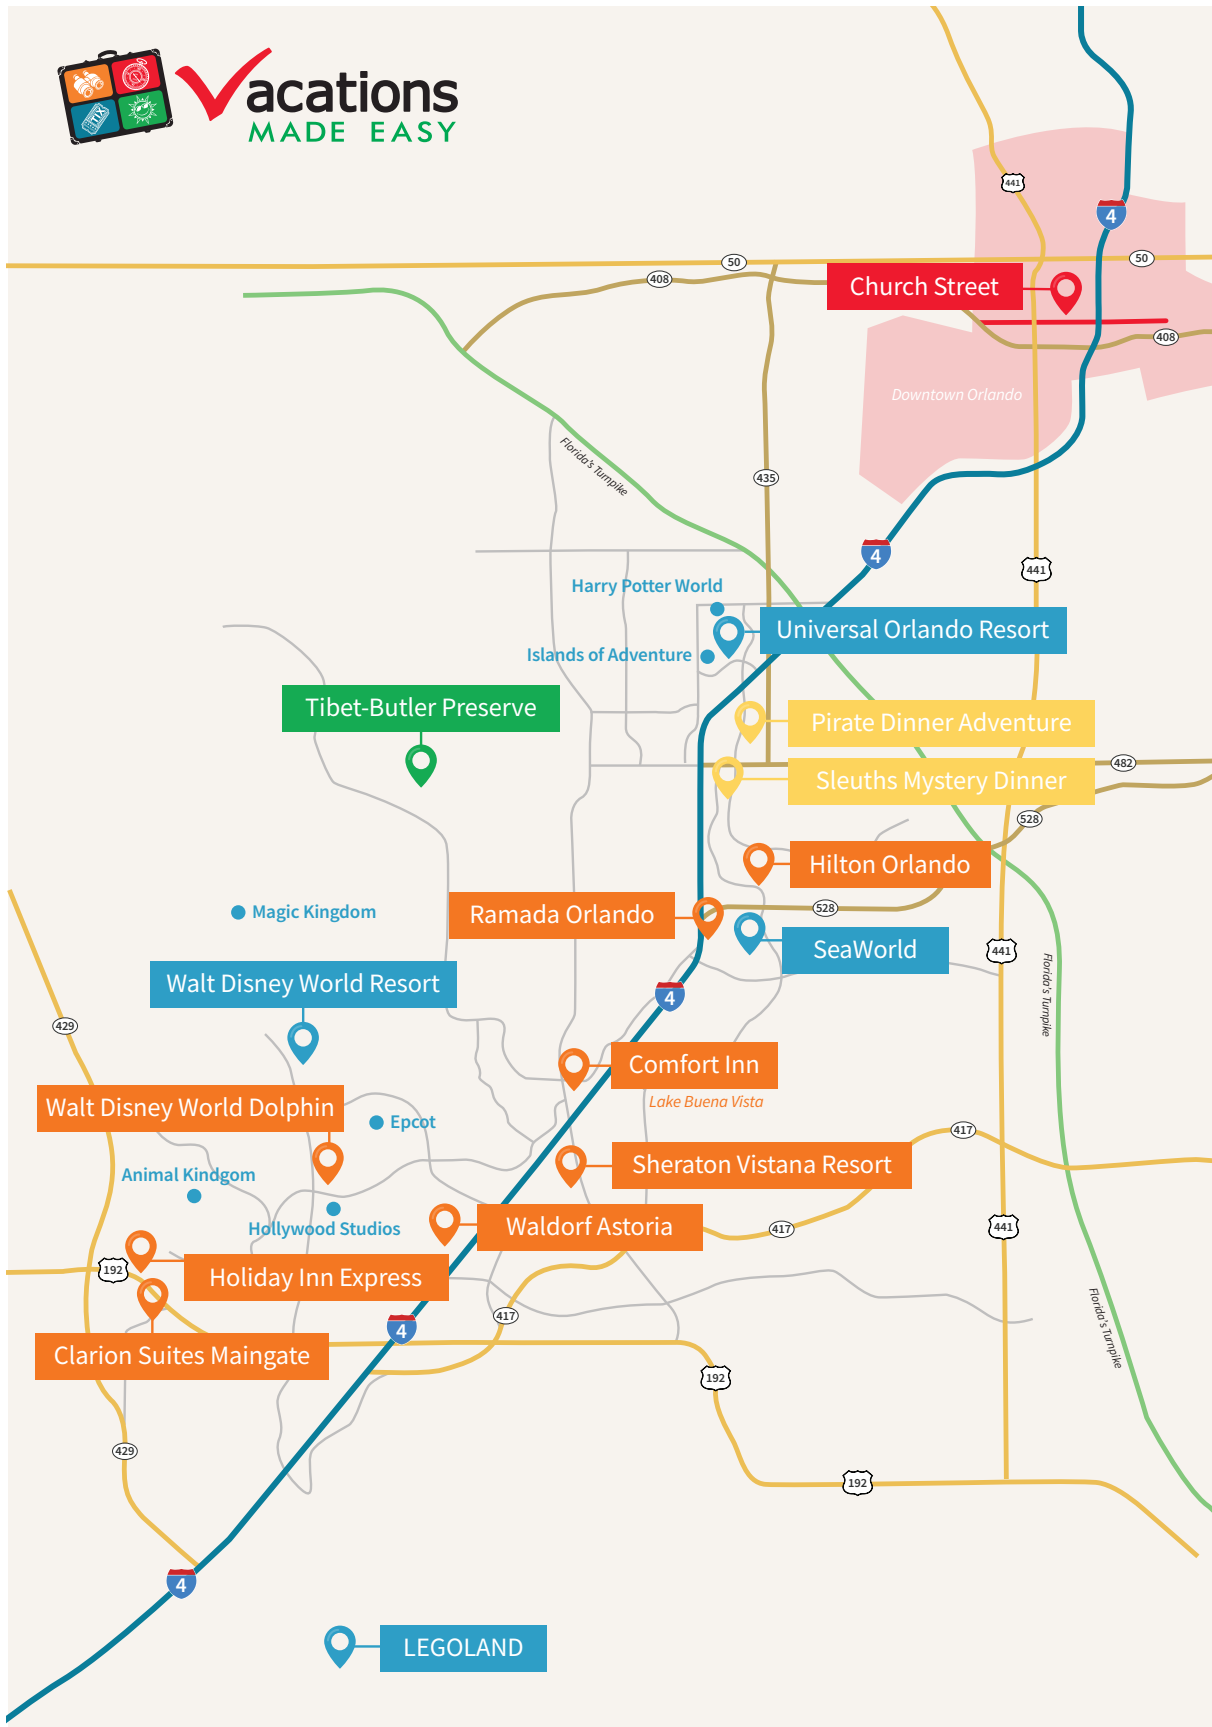 TIX
Vacations
MADE EASY
441
4
50
50
408
Church Street
408
Downtown Orlando
Florida's Turnpike
435
4
441
Harry Potter World
Universal Orlando Resort
Islands of Adventure
Tibet-Butler Preserve
Pirate Dinner Adventure
482
Sleuths Mystery Dinner
528
Hilton Orlando
Magic Kingdom
Ramada Orlando
528
SeaWorld
441
Florida's Turnpike
Walt Disney World Resort
4
429
Comfort Inn
Lake Buena Vista
Walt Disney World Dolphin
Epcot
417
Sheraton Vistana Resort
Animal Kindgom
Hollywood Studios
Waldorf Astoria
417
441
192
Holiday Inn Express
417
4
Florida's Turnpike
Clarion Suites Maingate
192
429
192
4
LEGOLAND